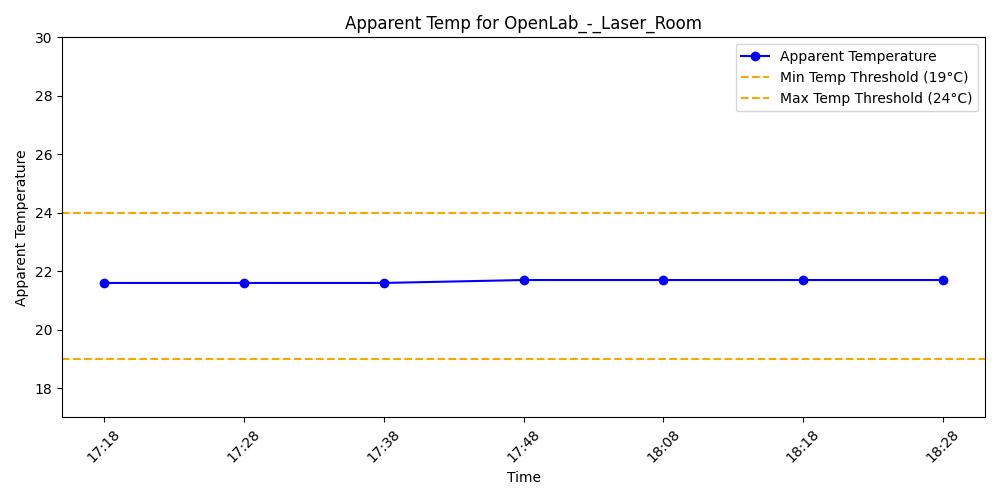 Apparent Temp for OpenLab_-_Laser_Room
Apparent Temperature
Min Temp Threshold (19°C)
Max Temp Threshold (24°C)
Apparent Temperature
30
28
26
24
22
20
18
17:18
17:28
17:38
17:48
18:08
18:18
18:28
Time